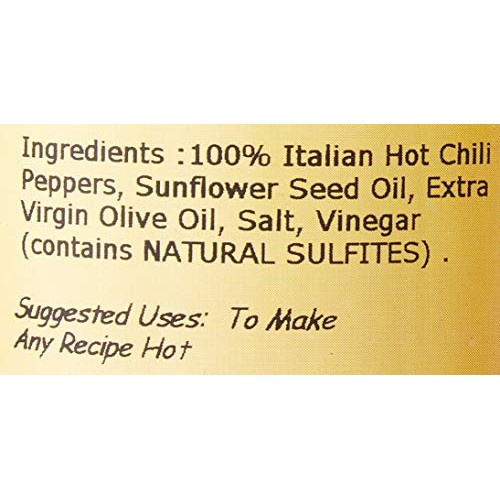 Ingredients :100% Italian Hot Chili
Peppers, Sunflower Seed Oil, Extra
Virgin Olive Oil, Salt, Vinegar
(contains NATURAL SULFITES) .
Suggested Uses: To Make
Any Recipe Hot